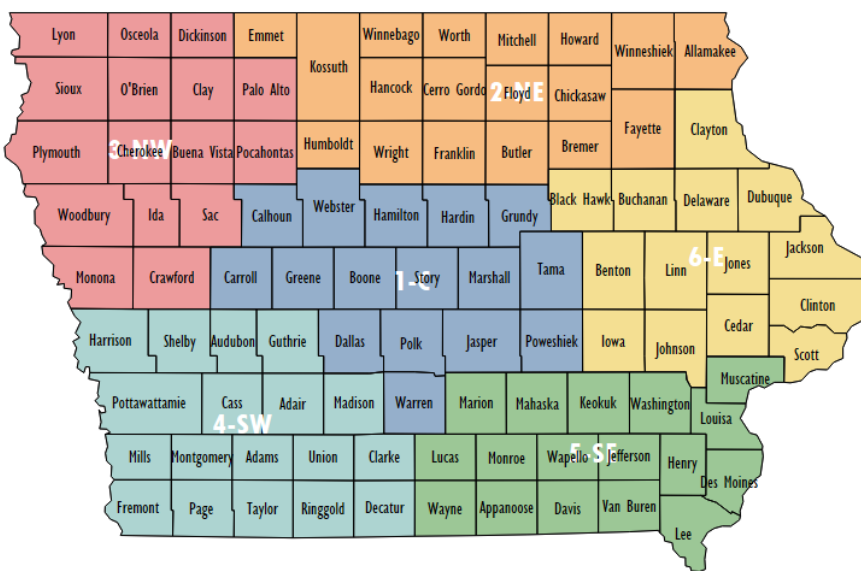 Lyon Osceola Dickinson Emmet Winnebago Worth Mitchell Howard Winneshiek Allamakee
Kossuth
Sioux O'Brien Clay Palo Alto Hancock Cerro Gordo Floyd Chickasaw
2-NE
Fayette Clayton
Plymouth Cherokee Buena Vista Pocahontas Humboldt Wright Franklin Butler Bremer
3-NW
Woodbury Ida Sac Calhoun Webster Hamilton Hardin Grundy Black Hawk Buchanan Delaware Dubuque
Monona Crawford Carroll Greene Boone Story Marshall Tama Benton Linn Jones Jackson
1-C
6-E
Clinton
Harrison Shelby Audubon Guthrie Dallas Polk Jasper Poweshiek Iowa Johnson Cedar Scott
Muscatine
Pottawattamie Cass Adair Madison Warren Marion Mahaska Keokuk Washington Louisa
4-SW
Mills Montgomery Adams Union Clarke Lucas Monroe Wapello Jefferson Henry Des Moines
5-SE
Fremont Page Taylor Ringgold Decatur Wayne Appanoose Davis Van Buren Lee